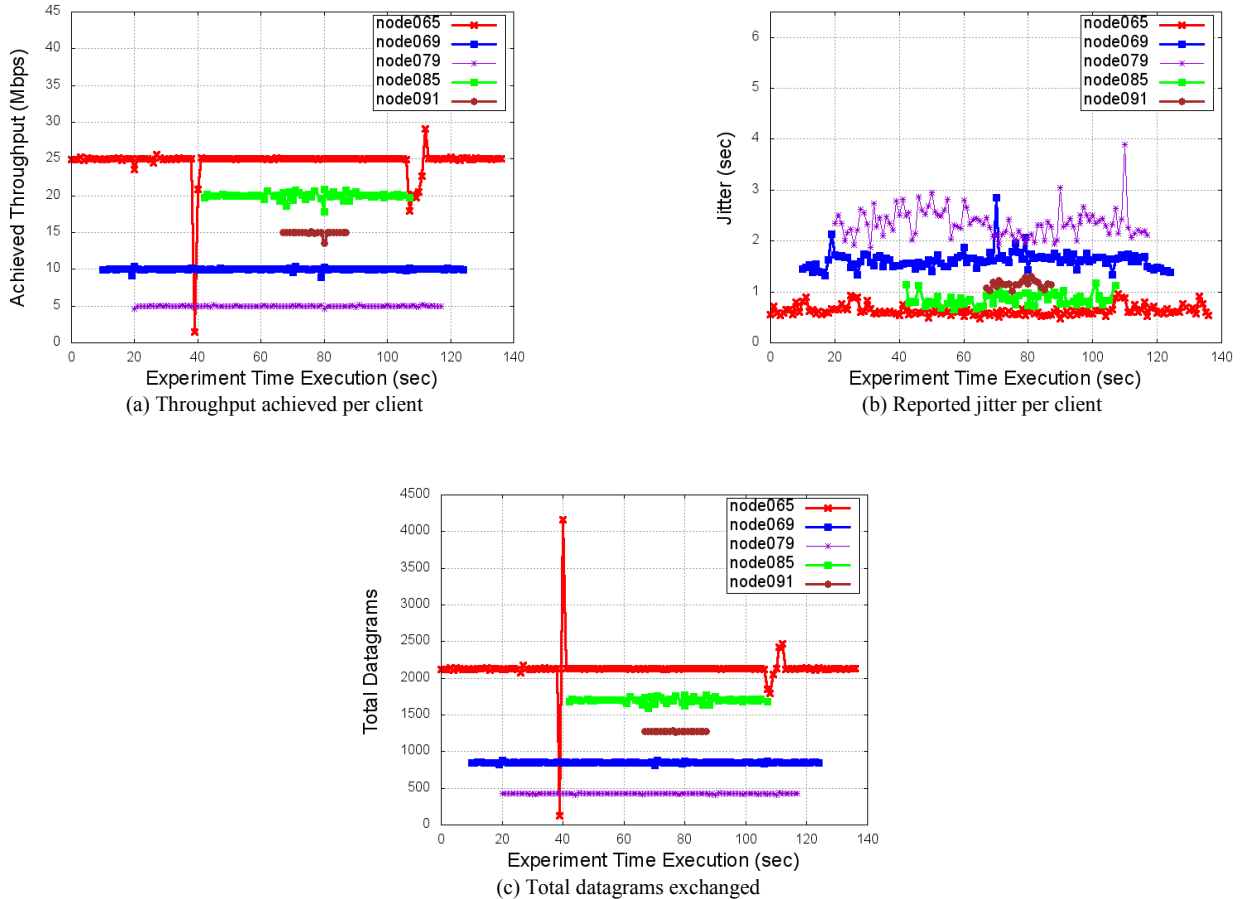 45
40
35
30
25
20
15
10
5
0
0 20 40 60 80 100 120 140
Achieved Throughput (Mbps)
Experiment Time Execution (sec)
node065
node069
node079
node085
node091
(a) Throughput achieved per client
6
5
4
3
2
1
0
0 20 40 60 80 100 120 140
Jitter (sec)
Experiment Time Execution (sec)
node065
node069
node079
node085
node091
(b) Reported jitter per client
4500
4000
3500
3000
2500
2000
1500
1000
500
0
0 20 40 60 80 100 120 140
Total Datagrams
Experiment Time Execution (sec)
node065
node069
node079
node085
node091
(c) Total datagrams exchanged